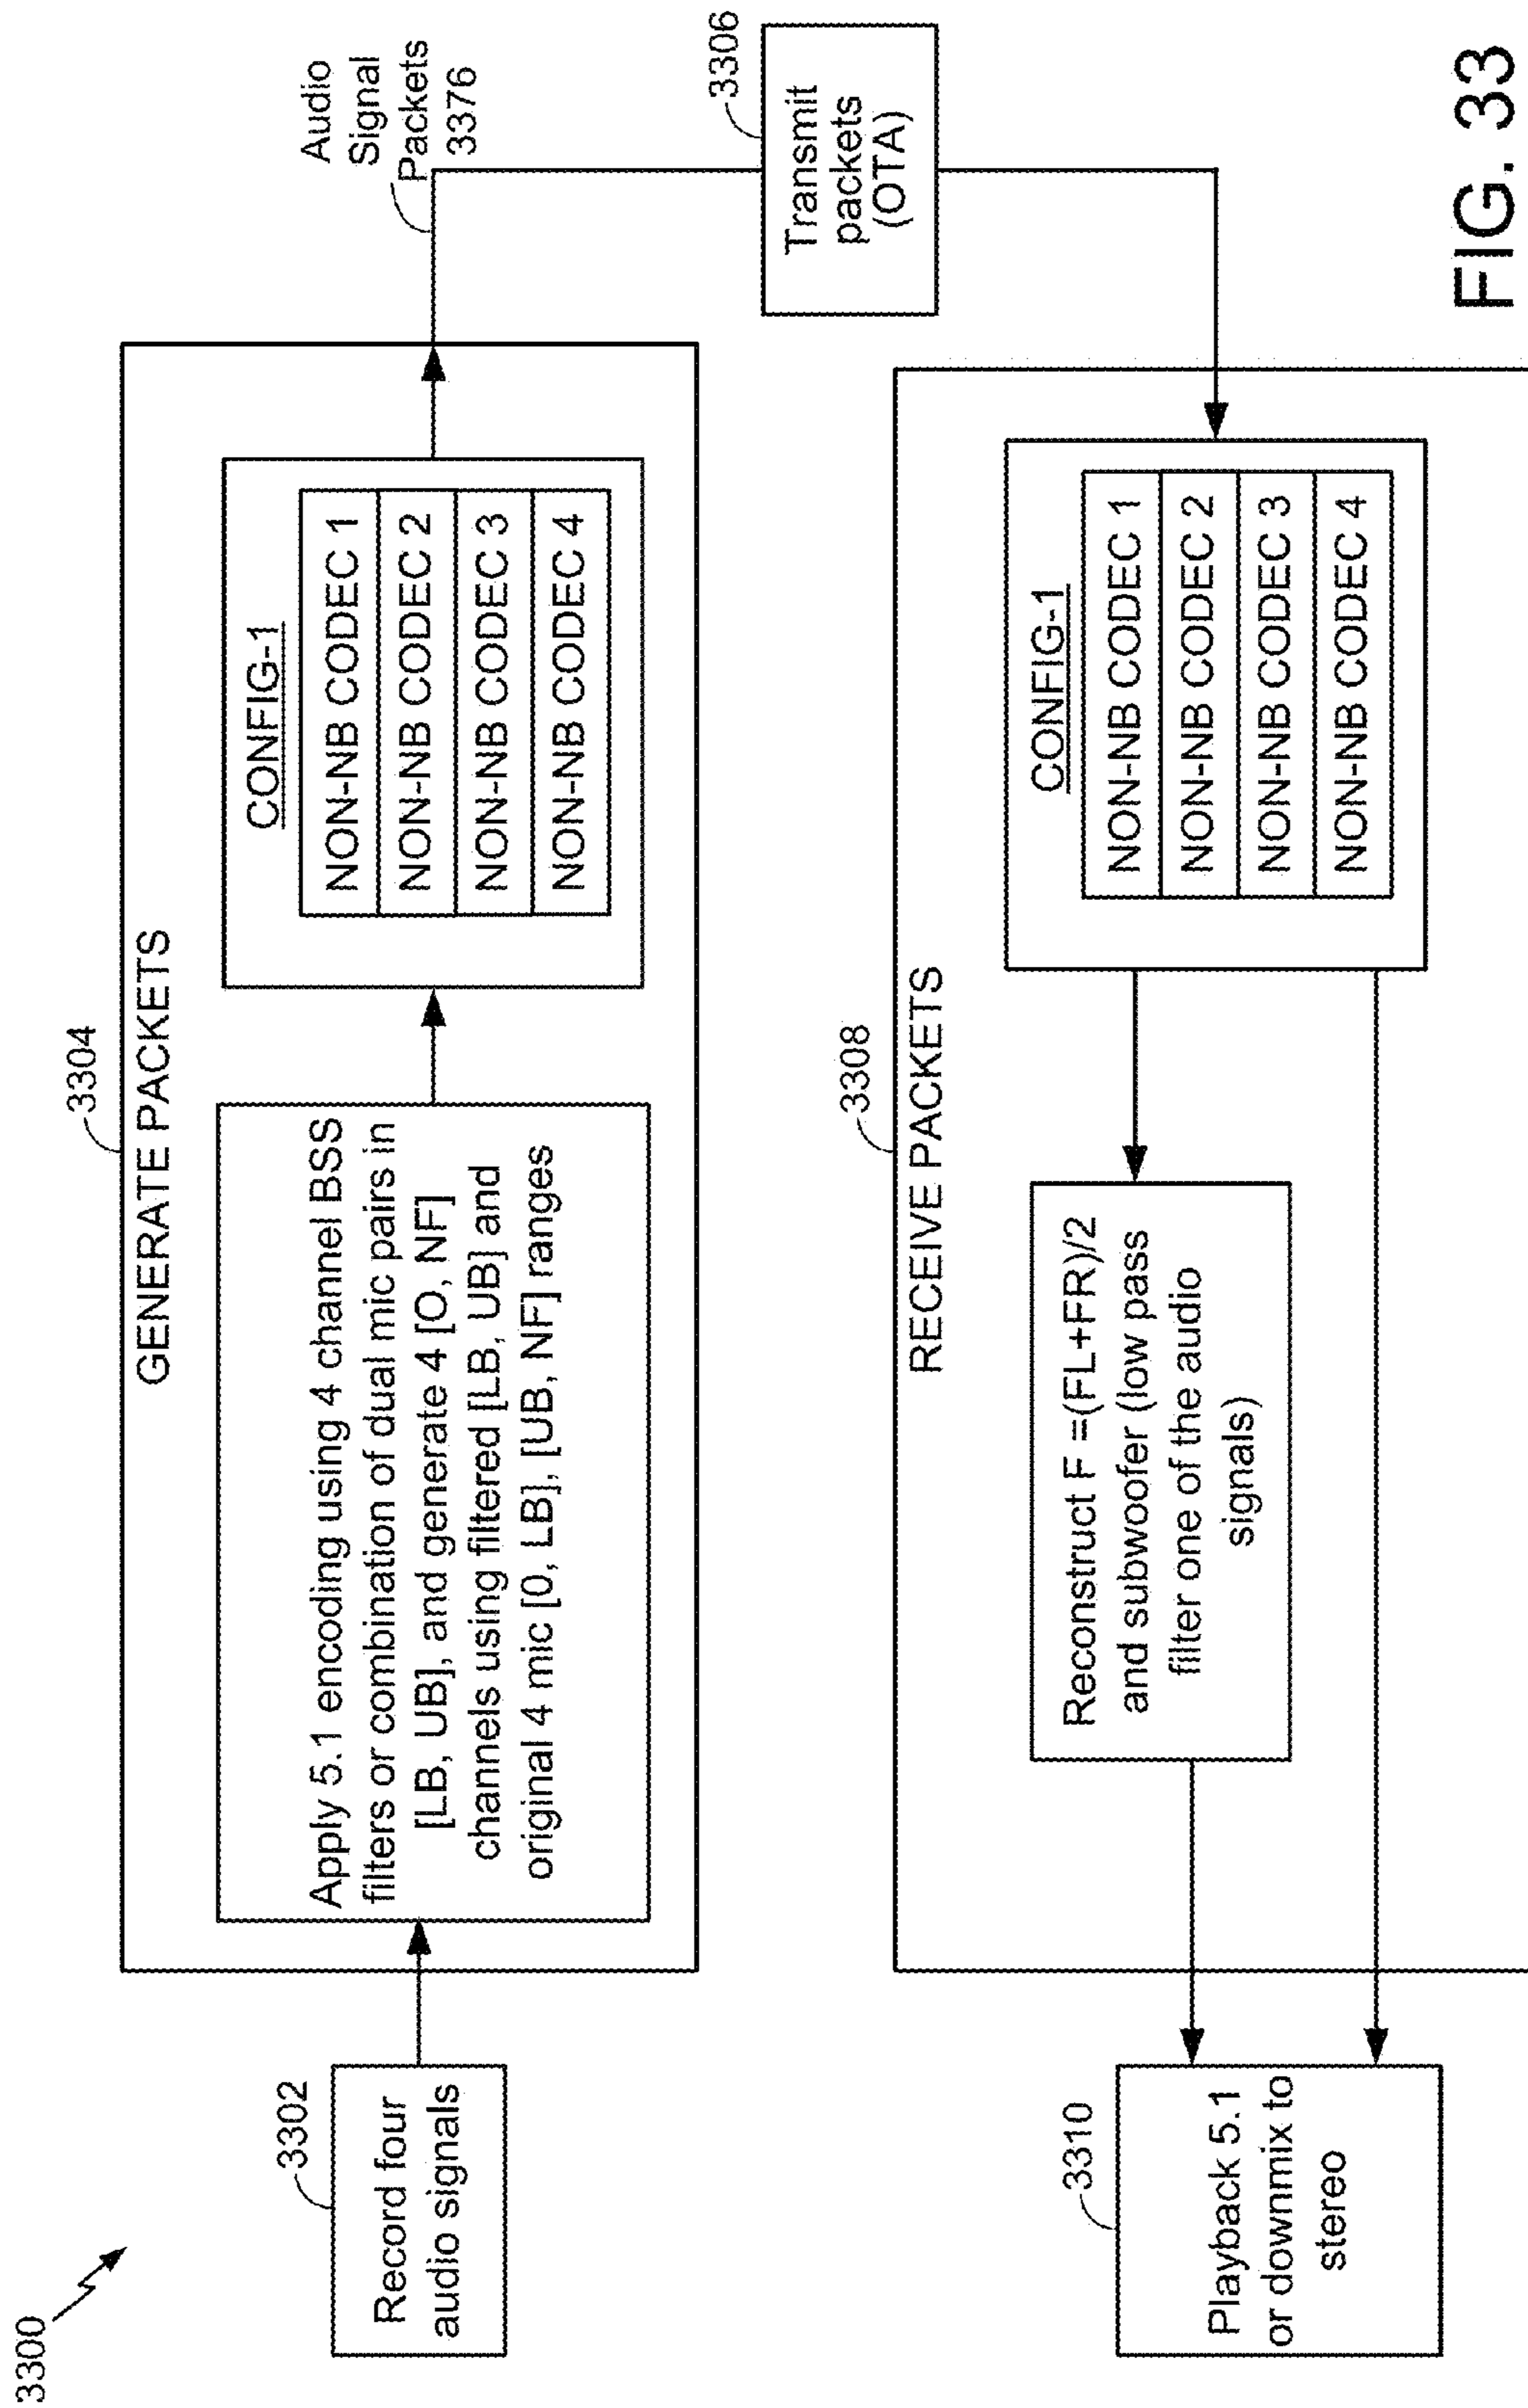 3300
3302
Record four
audio signals
3304
GENERATE PACKETS
Apply 5.1 encoding using 4 channel BSS
filters or combination of dual mic pairs in
[LB, UB], and generate 4 [O, NF]
channels using filtered [LB, UB] and
original 4 mic [0, LB], [UB, NF] ranges
CONFIG-1
NON-NB CODEC 1
NON-NB CODEC 2
NON-NB CODEC 3
NON-NB CODEC 4
Audio
Signal
Packets
3376
3306
Transmit
packets
(OTA)
3308
RECEIVE PACKETS
CONFIG-1
NON-NB CODEC 1
NON-NB CODEC 2
NON-NB CODEC 3
NON-NB CODEC 4
Reconstruct F =(FL+FR)/2
and subwoofer (low pass
filter one of the audio
signals)
3310
Playback 5.1
or downmix to
stereo
FIG. 33